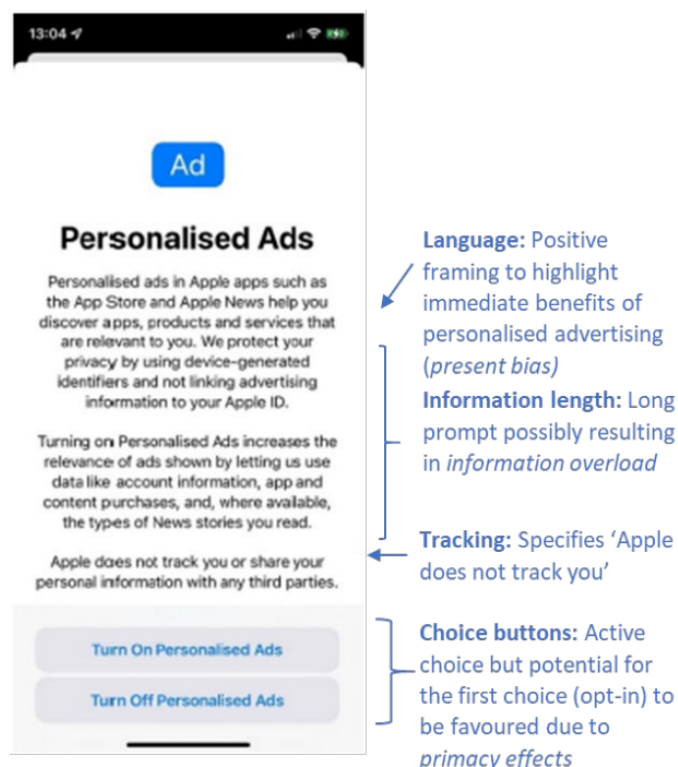 13:04
Ad
Personalised Ads
Personalised ads in Apple apps such as
the App Store and Apple News help you
discover apps, products and services that
are relevant to you. We protect your
privacy by using device-generated
identifiers and not linking advertising
information to your Apple ID.
Turning on Personalised Ads increases the
relevance of ads shown by letting us use
data like account information, app and
content purchases, and, where available,
the types of News stories you read.
Apple does not track you or share your
personal information with any third parties.
Turn On Personalised Ads
Turn Off Personalised Ads
Language: Positive
framing to highlight
immediate benefits of
personalised advertising
(present bias)
Information length: Long
prompt possibly resulting
in information overload
Tracking: Specifies ‘Apple
does not track you’
Choice buttons: Active
choice but potential for
the first choice (opt-in) to
be favoured due to
primacy effects